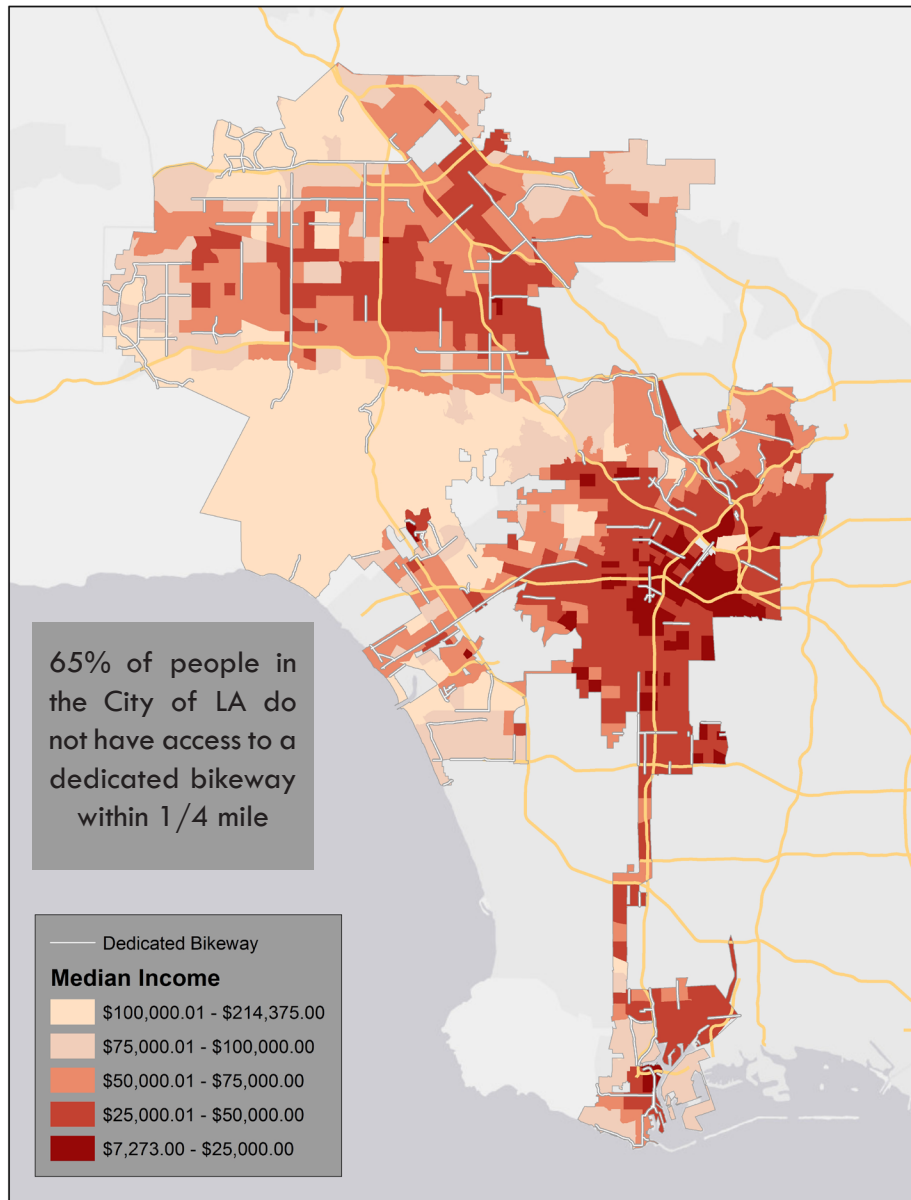 65% of people in
the City of LA do
not have access to a
dedicated bikeway
within 1/4 mile
Dedicated Bikeway
Median Income
$100,000.01 - $214,375.00
$75,000.01 - $100,000.00
$50,000.01 - $75,000.00
$25,000.01 - $50,000.00
$7,273.00 - $25,000.00